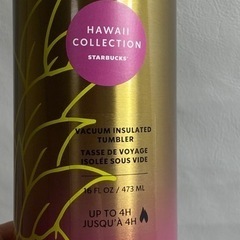 HAWAII
COLLECTION
STARBUCKS®
VACUUM INSULATED
TUMBLER
TASSE DE VOYAGE
ISOLÉE SOUS VIDE
16 FL OZ / 473 ML
UP TO 4H
JUSQU'À 4H